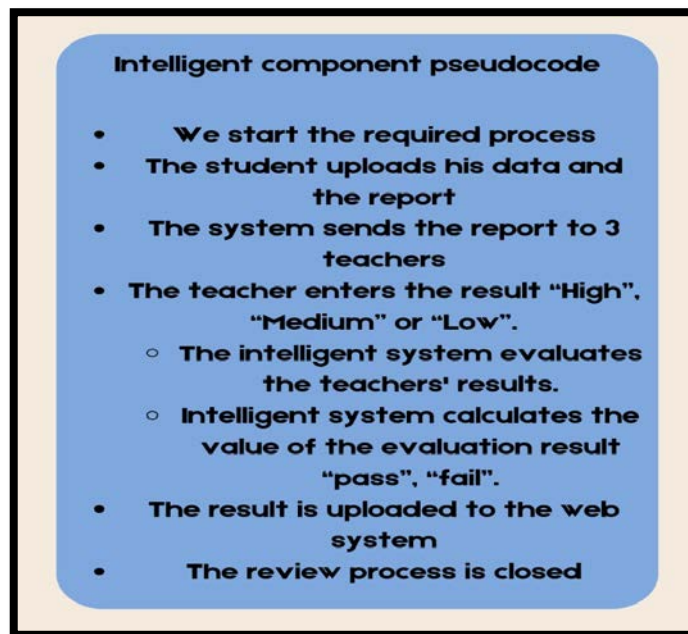 Intelligent component pseudocode
• We start the required process
• The student uploads his data and
the report
• The system sends the report to 3
teachers
• The teacher enters the result “High”,
“Medium” or “Low”.
○ The intelligent system evaluates
the teachers' results.
○ Intelligent system calculates the
value of the evaluation result
“pass”, “fail”.
• The result is uploaded to the web
system
• The review process is closed